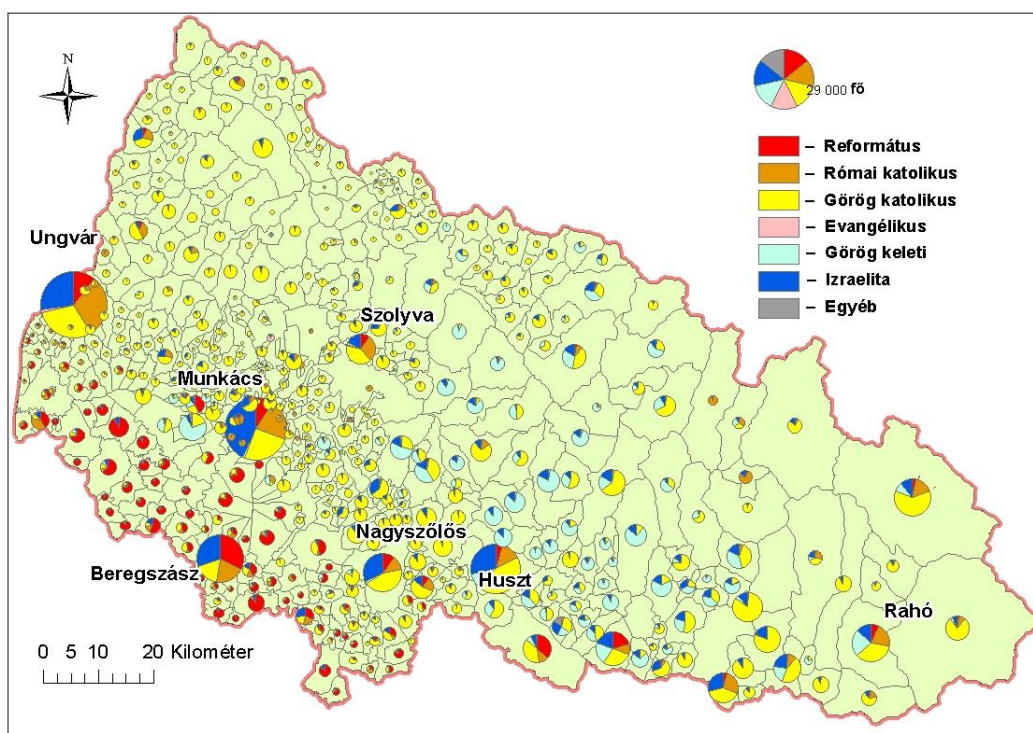 N
29 000 fő
– Református
– Római katolikus
– Görög katolikus
– Evangélikus
– Görög keleti
– Izraelita
– Egyéb
Ungvár
Szolyva
Munkács
Nagyszőlős
Beregszász
Huszt
Rahó
0 5 10 20 Kilométer